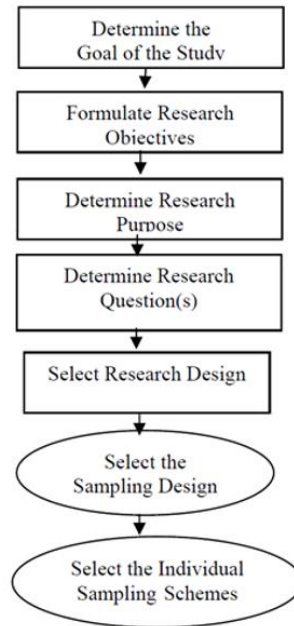 Determine the
Goal of the Study
Formulate Research
Objectives
Determine Research
Purpose
Determine Research
Question(s)
Select Research Design
Select the
Sampling Design
Select the Individual
Sampling Schemes